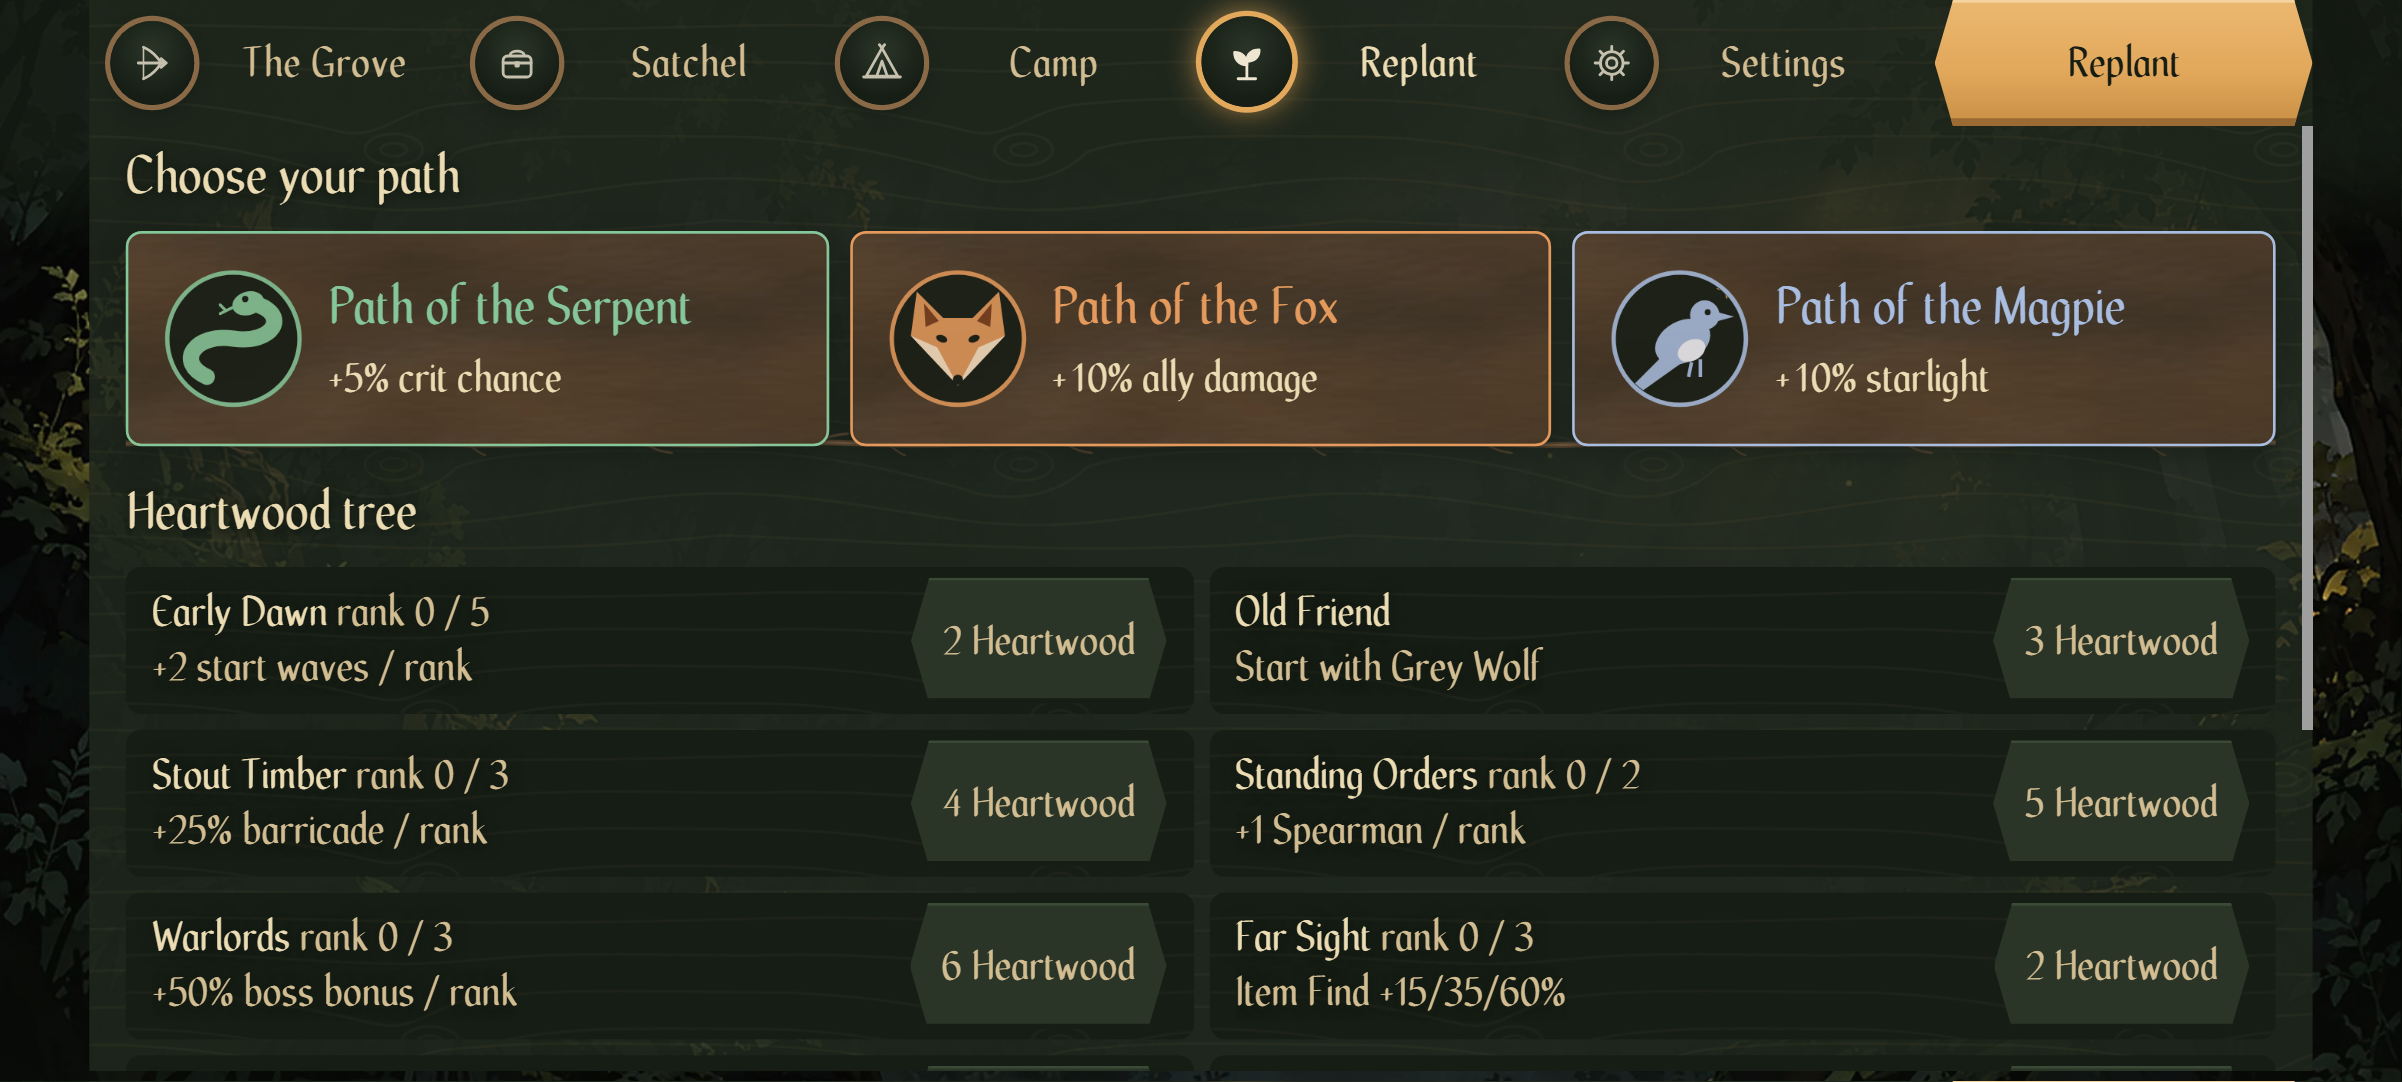 The Grove
Satchel
Camp
Replant
Settings
Replant
Choose your path
Path of the Serpent
+5% crit chance
Path of the Fox
+10% ally damage
Path of the Magpie
+10% starlight
Heartwood tree
Early Dawn rank 0 / 5
+2 start waves / rank
2 Heartwood
Old Friend
Start with Grey Wolf
3 Heartwood
Stout Timber rank 0 / 3
+25% barricade / rank
4 Heartwood
Standing Orders rank 0 / 2
+1 Spearman / rank
5 Heartwood
Warlords rank 0 / 3
+50% boss bonus / rank
6 Heartwood
Far Sight rank 0 / 3
Item Find +15/35/60%
2 Heartwood